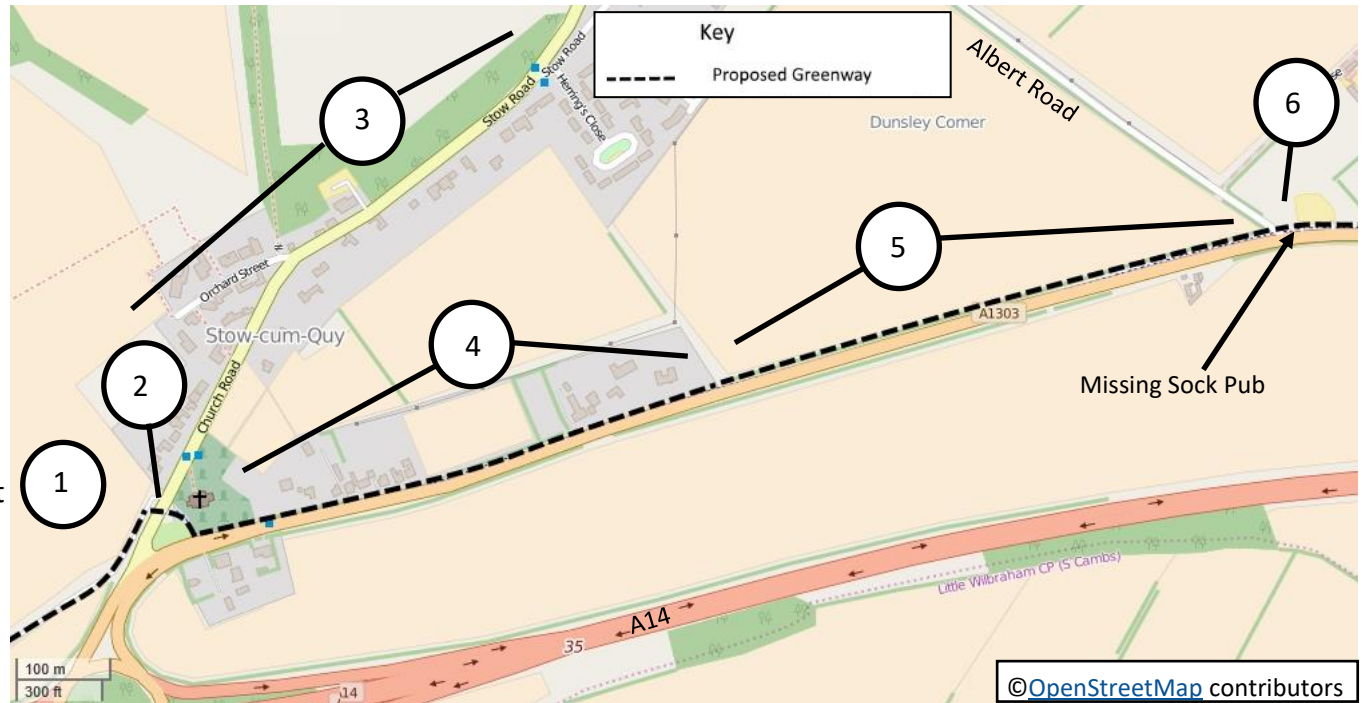 Key
Proposed Greenway
Albert Road
6
3
Stow Road
Stow Road
Herring's Close
Dunsley Corner
5
Orchard Street
Stow-cum-Quy
A1303
4
2
Church Road
Missing Sock Pub
1
t
Little Wilbraham CP (S Cambs)
A14
35
100 m
300 ft
A14
©OpenStreetMap contributors